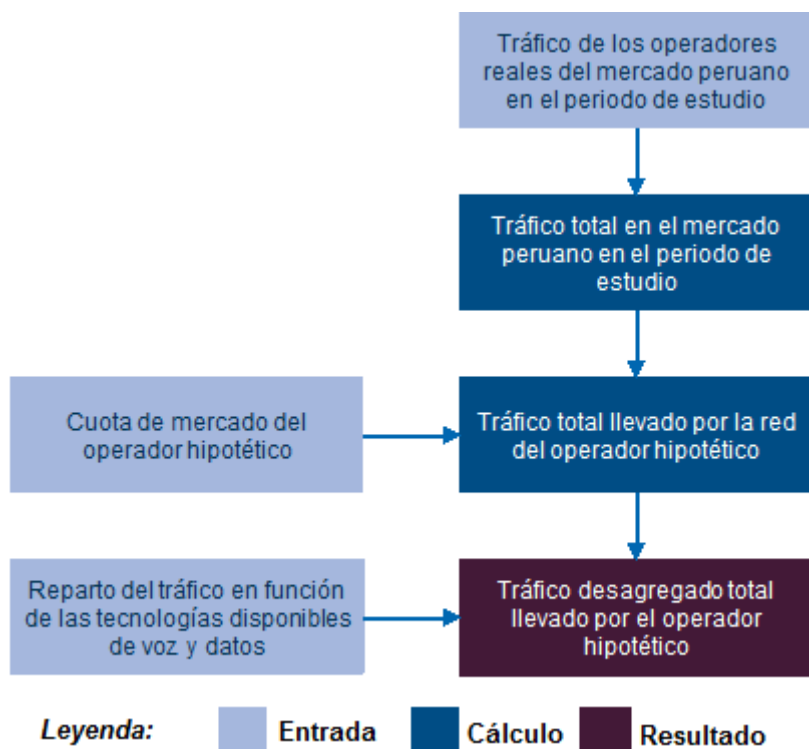 Tráfico de los operadores
reales del mercado peruano
en el periodo de estudio
Tráfico total en el mercado
peruano en el periodo de
estudio
Cuota de mercado del
operador hipotético
Tráfico total llevado por la red
del operador hipotético
Reparto del tráfico en función
de las tecnologías disponibles
de voz y datos
Tráfico desagregado total
llevado por el operador
hipotético
Leyenda: Entrada Cálculo Resultado